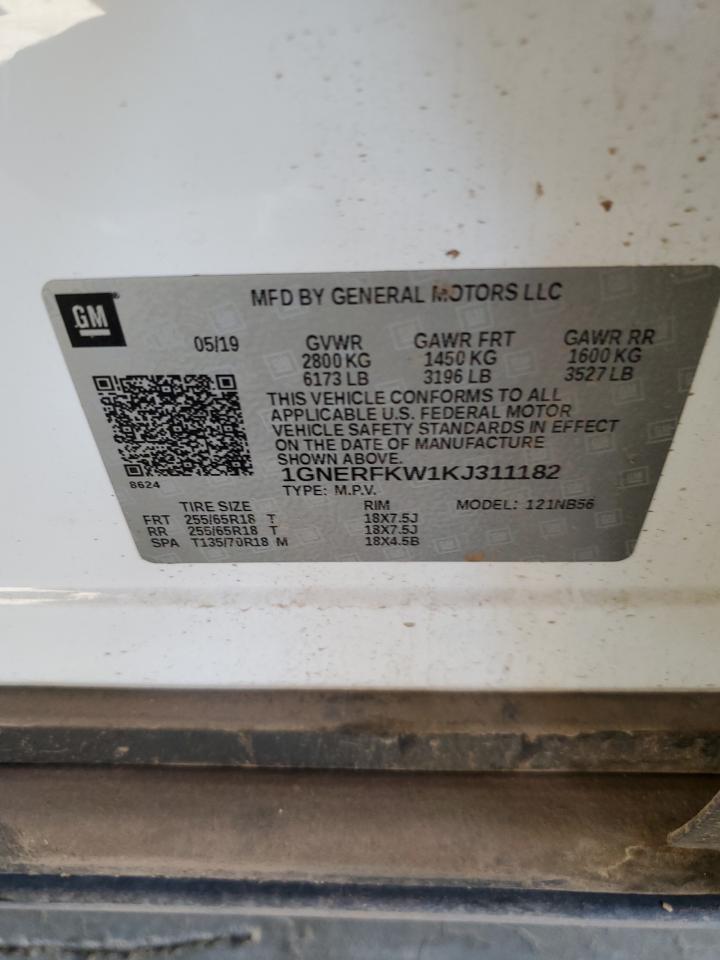 GM
MFD BY GENERAL MOTORS LLC
05/19 GVWR GAWR FRT GAWR RR
2800 KG 1450 KG 1600 KG
6173 LB 3196 LB 3527 LB
THIS VEHICLE CONFORMS TO ALL
APPLICABLE U.S. FEDERAL MOTOR
VEHICLE SAFETY STANDARDS IN EFFECT
ON THE DATE OF MANUFACTURE
SHOWN ABOVE.
8624
1GNERFKW1KJ311182
TYPE: M.P.V. MODEL: 121NB56
TIRE SIZE RIM
FRT 255/65R18 T 18X7.5J
RR 255/65R18 T 18X7.5J
SPA T135/70R18 M 18X4.5B